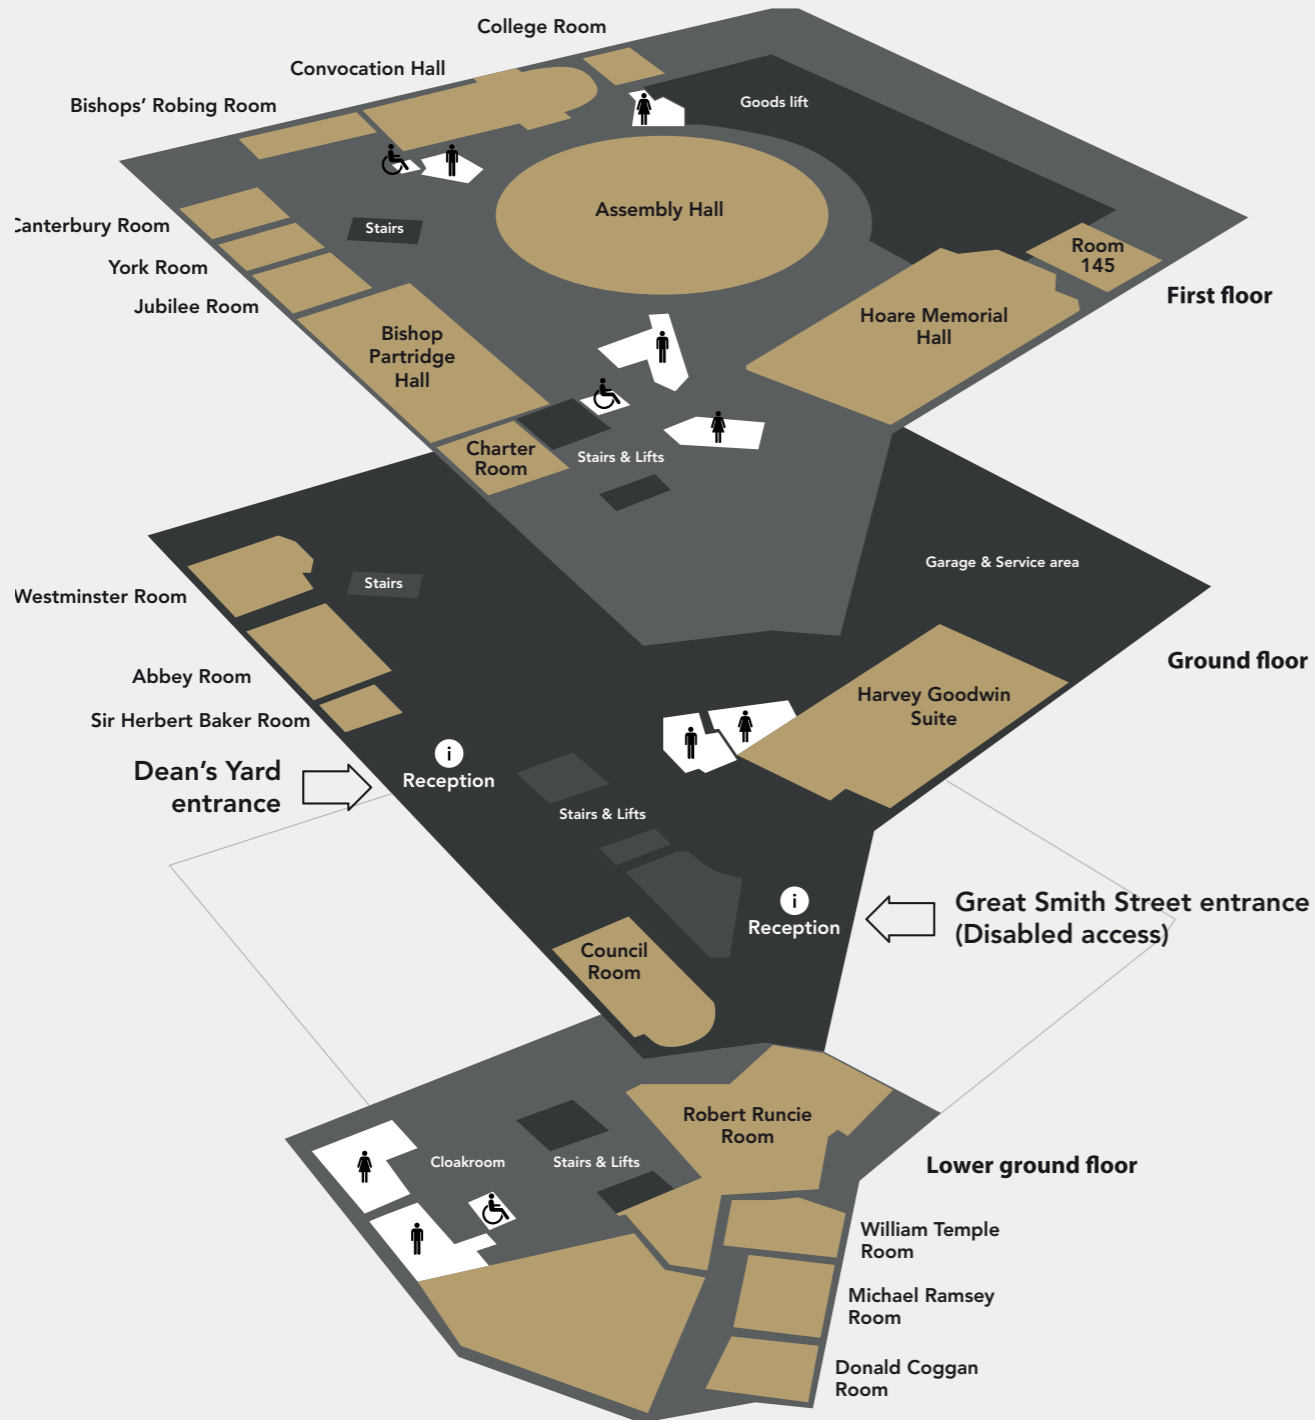 College Room
Convocation Hall
Bishops' Robing Room
Goods lift
Canterbury Room
Stairs
Assembly Hall
York Room
Jubilee Room
Room
145
First floor
Bishop
Partridge
Hall
Hoare Memorial
Hall
Charter
Room
Stairs & Lifts
Garage & Service area
Westminster Room
Stairs
Abbey Room
Sir Herbert Baker Room
Ground floor
Harvey Goodwin
Suite
Dean's Yard
entrance
i
Reception
Stairs & Lifts
i
Reception
Great Smith Street entrance
(Disabled access)
Council
Room
Robert Runcie
Room
Cloakroom
Stairs & Lifts
Lower ground floor
William Temple
Room
Michael Ramsey
Room
Donald Coggan
Room